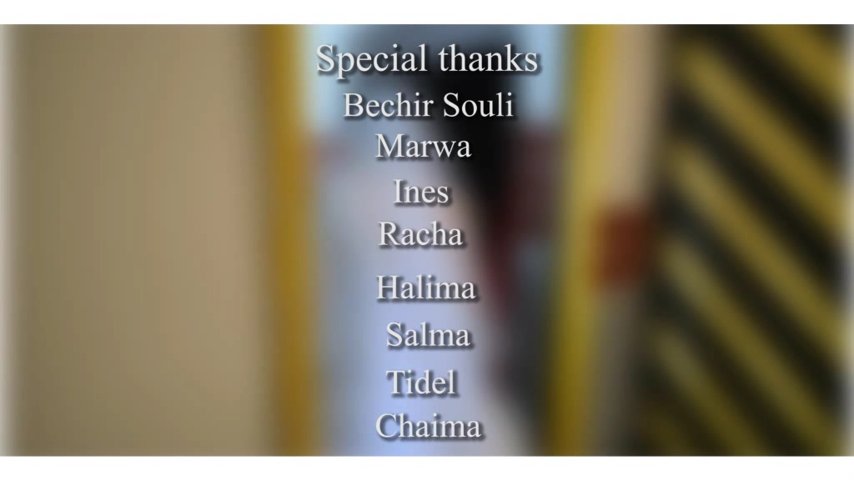 Special thanks
Bechir Souli
Marwa
Ines
Racha
Halima
Salma
Tidel
Chaima